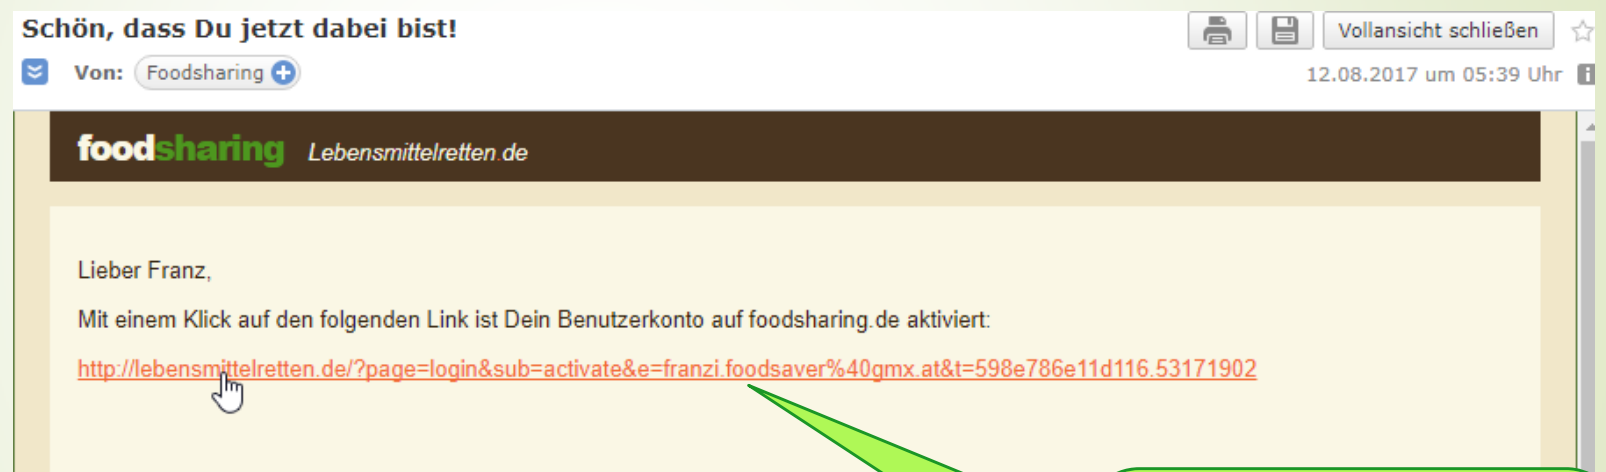 Schön, dass Du jetzt dabei bist!
Vollansicht schließen
Von: Foodsharing
12.08.2017 um 05:39 Uhr
foodsharing Lebensmittelretten.de
Lieber Franz,
Mit einem Klick auf den folgenden Link ist Dein Benutzerkonto auf foodsharing.de aktiviert:
http://lebensmittelretten.de/?page=login&sub=activate&e=franzi.foodsaver%40gmx.at&t=598e786e11d116.53171902